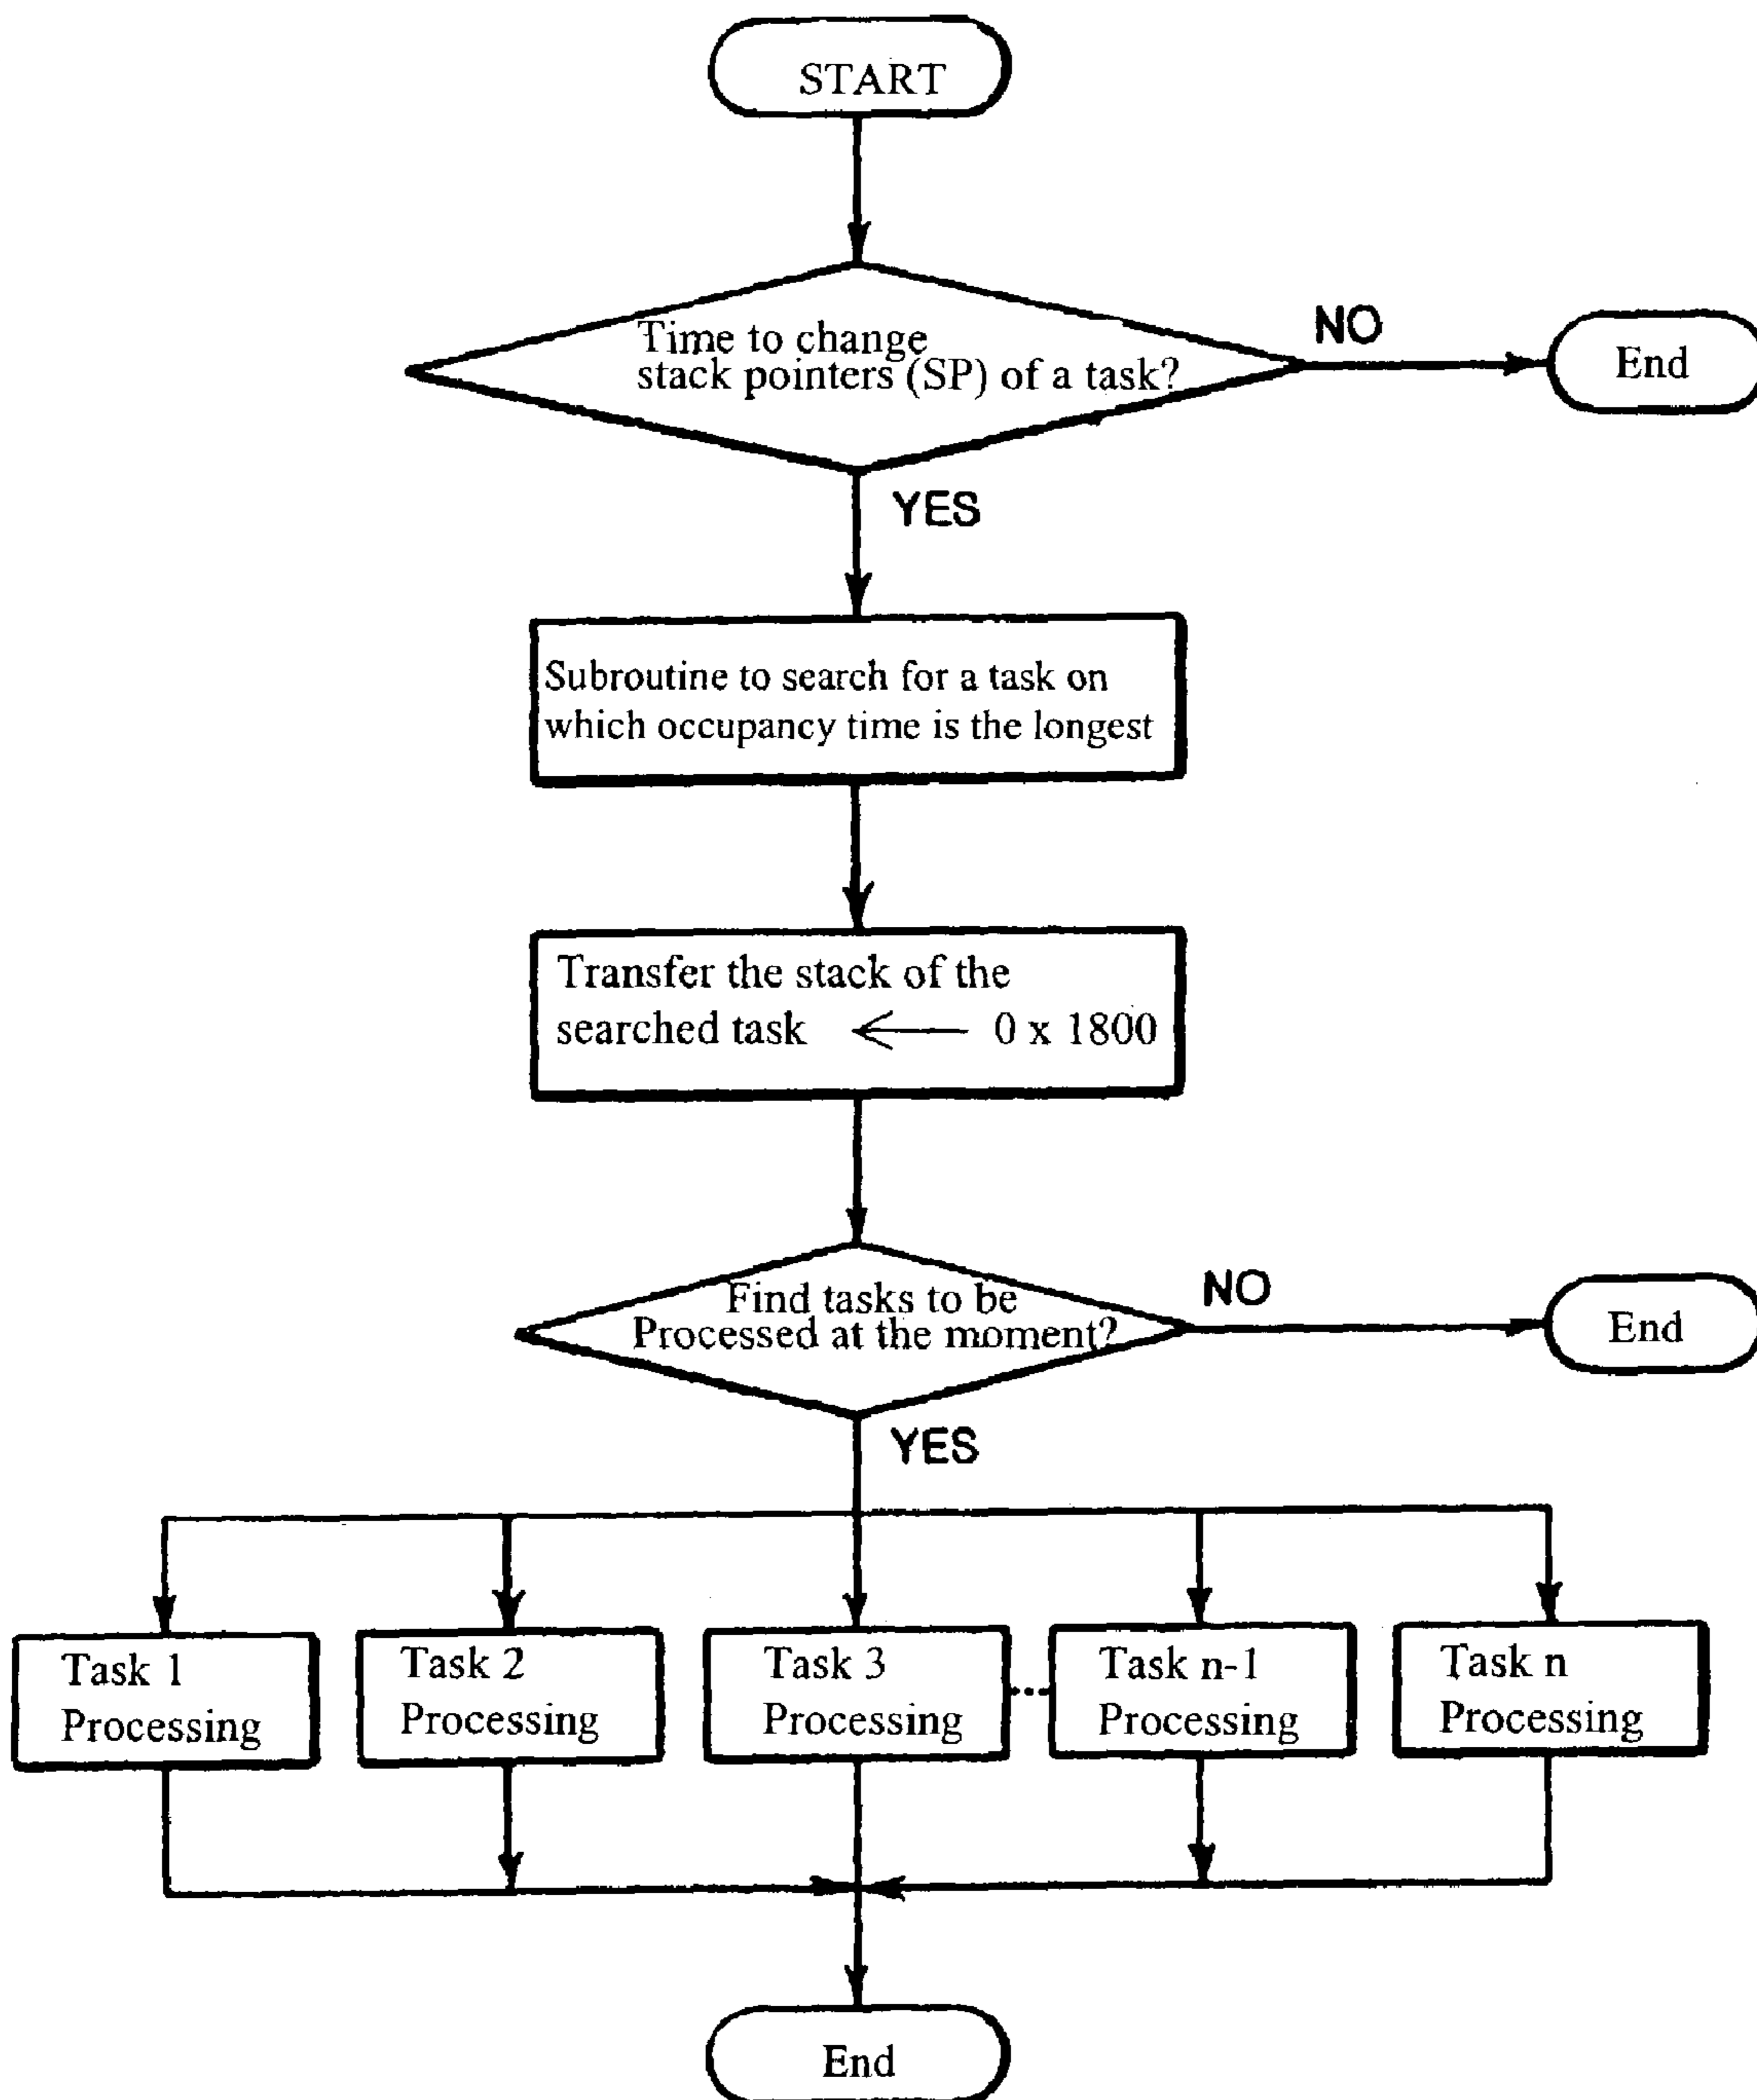 START
Time to change
stack pointers (SP) of a task?
NO
End
YES
Subroutine to search for a task on
which occupancy time is the longest
Transfer the stack of the
searched task ← 0 x 1800
Find tasks to be
Processed at the moment?
NO
End
YES
Task 1
Processing
Task 2
Processing
Task 3
Processing
Task n-1
Processing
Task n
Processing
End